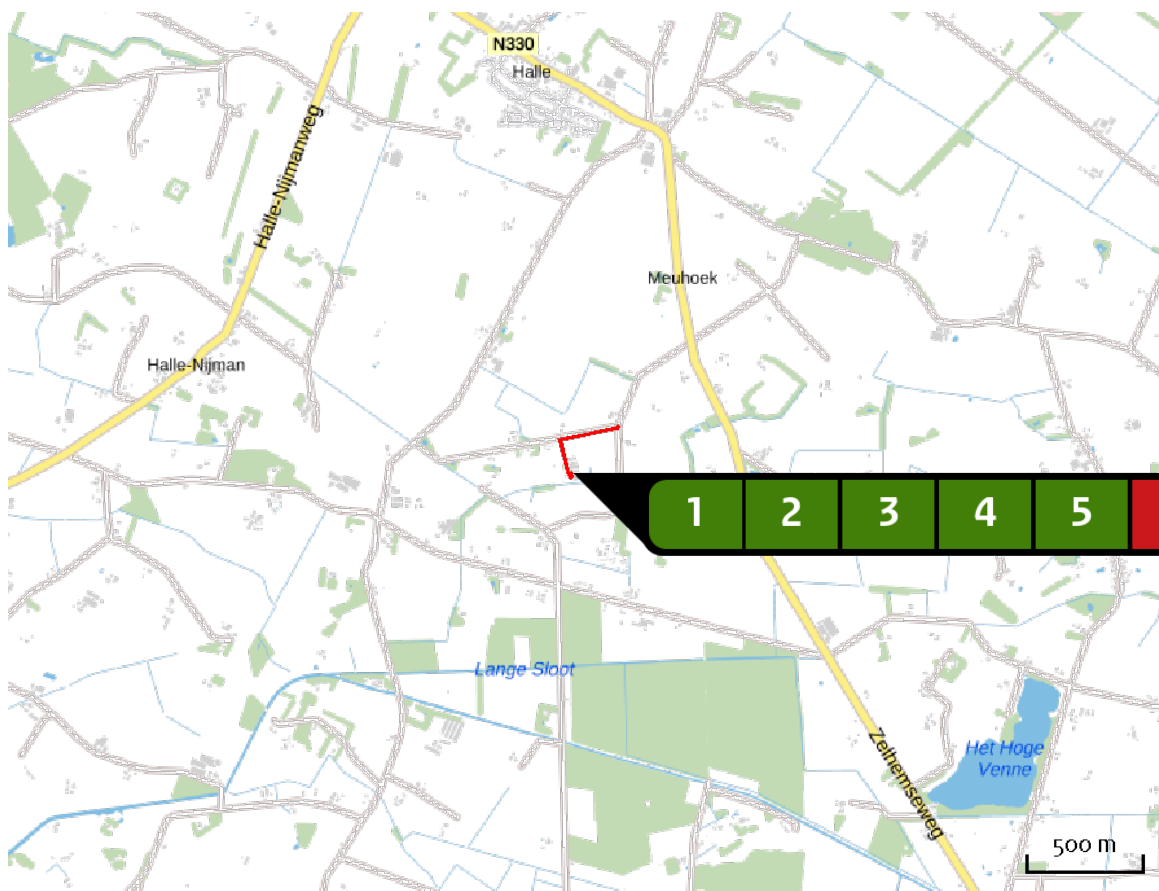 N330
Halle
Halle-Nijmanweg
Meuhoek
Halle-Nijman
1 2 3 4 5
Lange Sloot
Zelhemseweg
Het Hoge
Venne
500 m